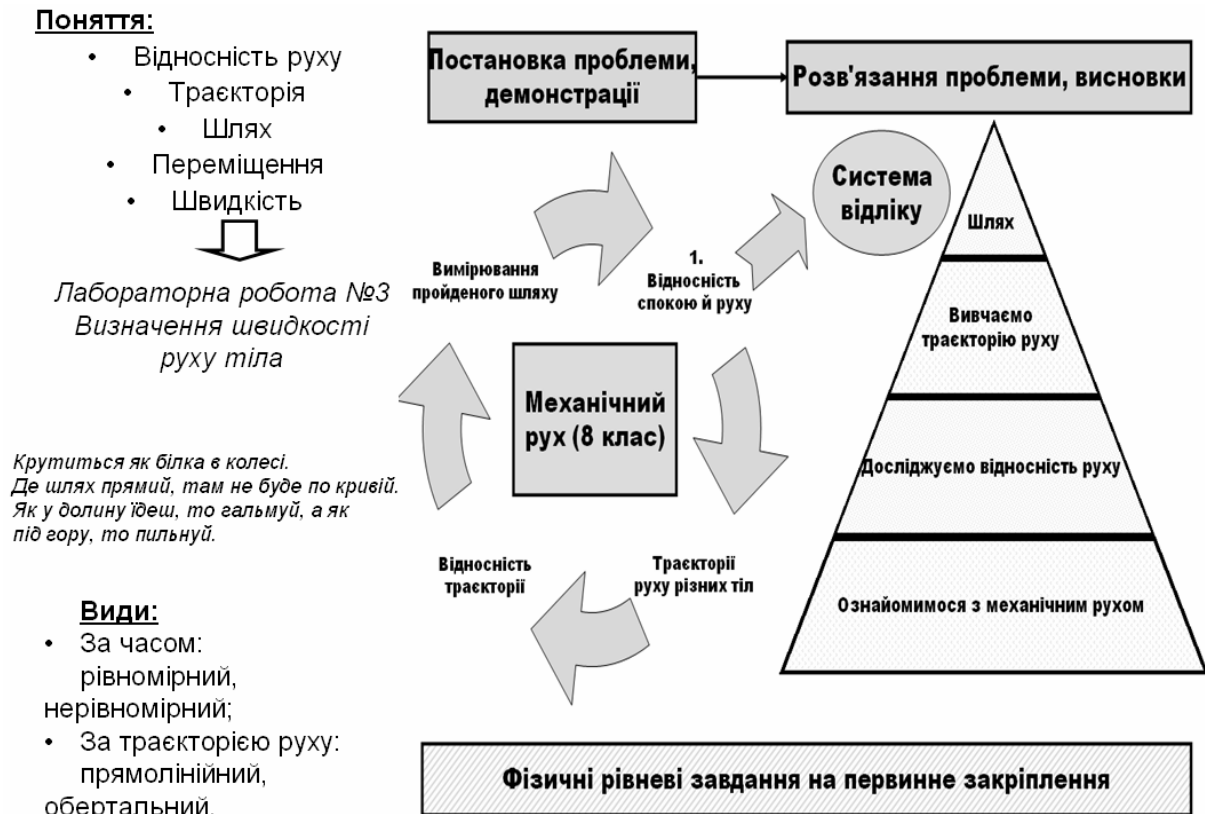 Поняття:
• Відносність руху
• Траєкторія
• Шлях
• Переміщення
• Швидкість
Лабораторна робота №3
Визначення швидкості
руху тіла
Крутиться як білка в колесі.
Де шлях прямий, там не буде по кривій.
Як у долину їдеш, то гальмуй, а як
під гору, то пильнуй.
Види:
• За часом:
рівномірний,
нерівномірний;
• За траєкторією руху:
прямолінійний,
обертальний.
Постановка проблеми,
демонстрації
Розв'язання проблеми, висновки
Вимірювання
пройденого шляху
1.
Відносність
спокою й руху
Система
відліку
Механічний
рух (8 клас)
Відносність
траєкторії
Траєкторії
руху різних тіл
Шлях
Вивчаємо
траєкторію руху
Досліджуємо відносність руху
Ознайомимося з механічним рухом
Фізичні рівневі завдання на первинне закріплення